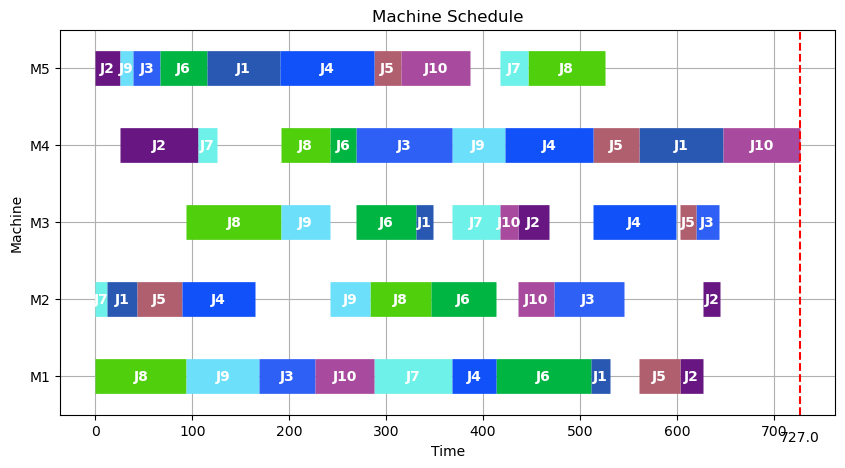 Machine Schedule
Machine
M5 J2 J9 J3 J6 J1 J4 J5 J10 J7 J8
M4 J2 J7 J8 J6 J3 J9 J4 J5 J1 J10
M3 J8 J9 J6 J1 J7 J10 J2 J4 J5 J3
M2 J7 J1 J5 J4 J9 J8 J6 J10 J3 J2
M1 J8 J9 J3 J10 J7 J4 J6 J1 J5 J2
0 100 200 300 400 500 600 700
727.0
Time